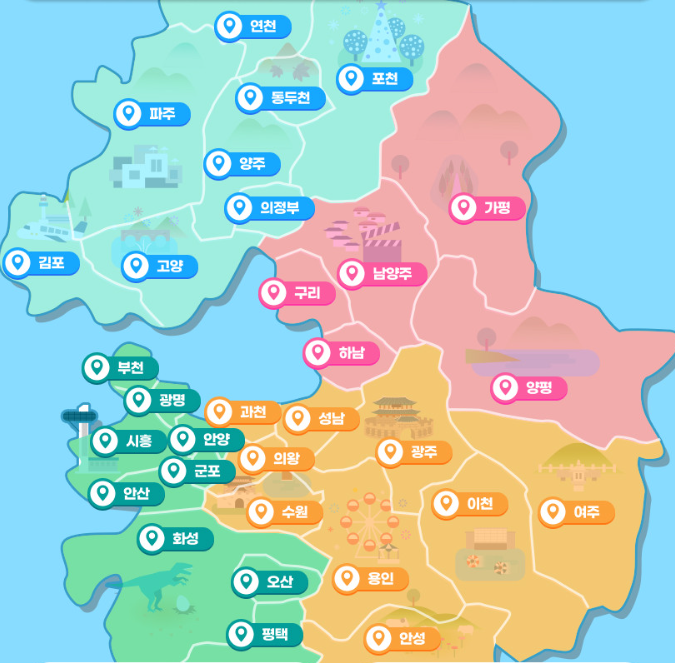 연천
포천
동두천
파주
양주
의정부
가평
김포
고양
남양주
구리
하남
부천
양평
광명
과천
성남
시흥
안양
광주
의왕
군포
안산
이천
수원
여주
화성
용인
오산
평택
안성